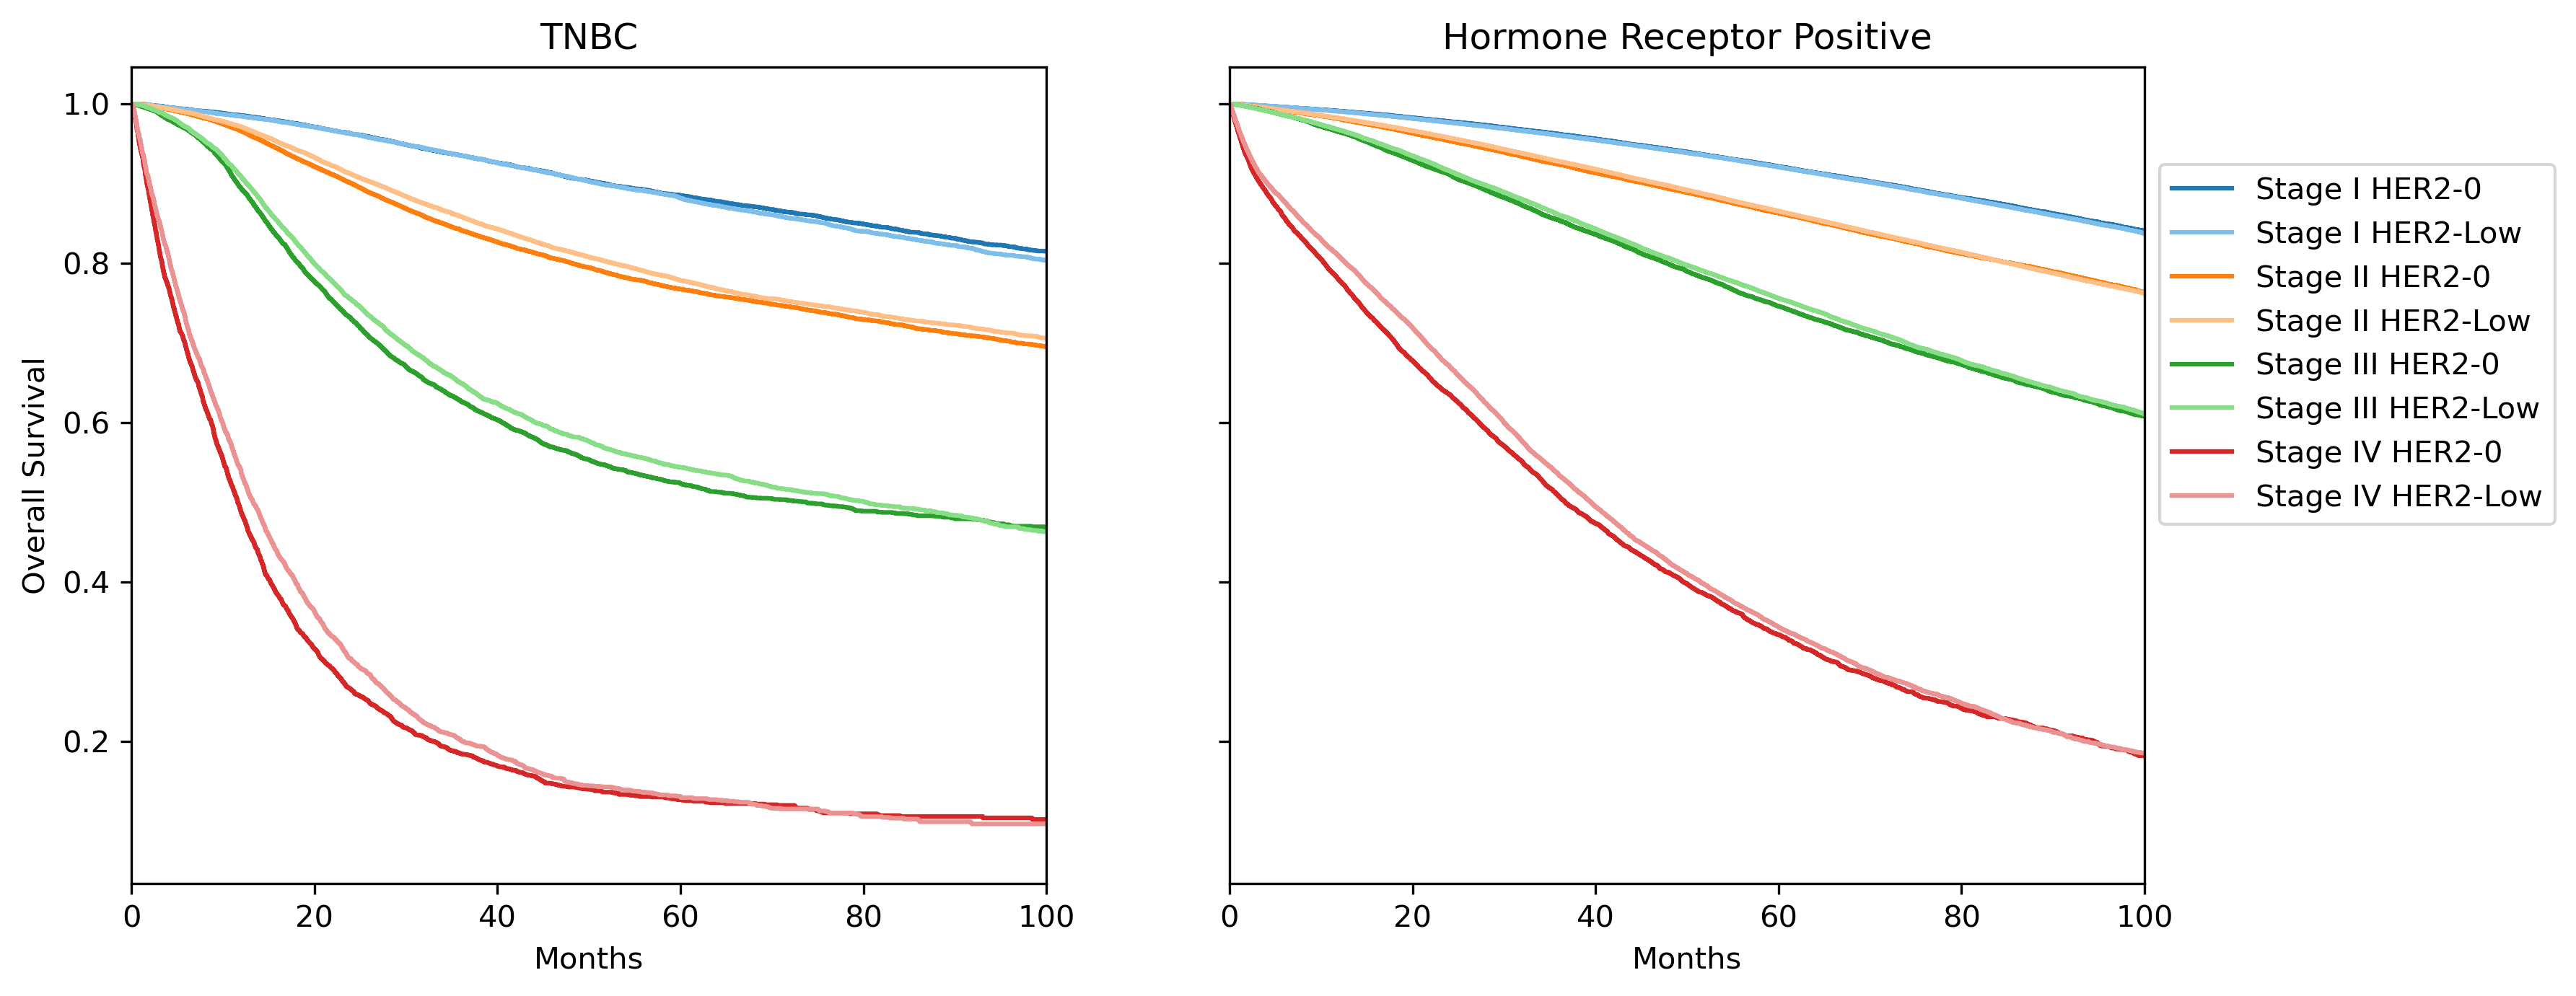 TNBC
Hormone Receptor Positive
Overall Survival
1.0
0.8
0.6
0.4
0.2
0 20 40 60 80 100
Months
0 20 40 60 80 100
Months
Stage I HER2-0
Stage I HER2-Low
Stage II HER2-0
Stage II HER2-Low
Stage III HER2-0
Stage III HER2-Low
Stage IV HER2-0
Stage IV HER2-Low